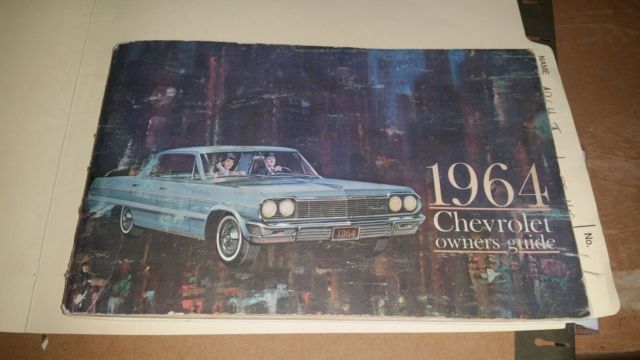 1964
Chevrolet
owners guide
1964
NAME
No.